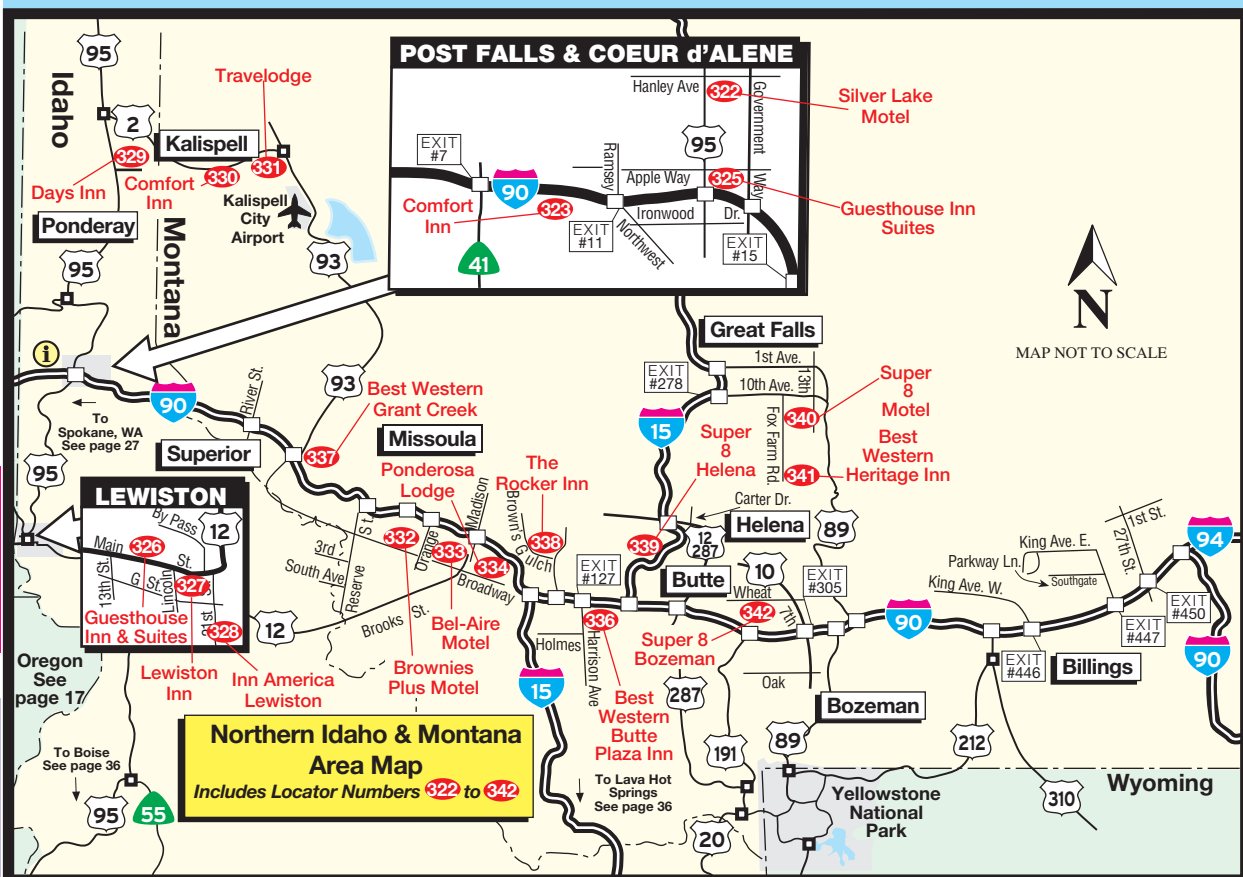 POST FALLS & COEUR d'ALENE
Hanley Ave
322
Government
Way
Silver Lake
Motel
95
EXIT
#7
90
Ramsey
Apple Way
325
Guesthouse Inn
Suites
Comfort
Inn
323
Ironwood
Dr.
EXIT
#11
Northwest
EXIT
#15
41
95
Idaho
Travelodge
2
Kalispell
329
330
331
Days Inn
Comfort
Inn
Kalispell
City
Airport
Ponderay
Montana
95
93
N
MAP NOT TO SCALE
Great Falls
1st Ave.
EXIT
#278
10th Ave.
13th
Super
8
Motel
340
15
Fox Farm Rd.
Best
Western
Heritage Inn
341
i
90
River St.
93
Best Western
Grant Creek
To
Spokane, WA
See page 27
Superior
337
Missoula
Super
8
Helena
Ponderosa
Lodge
The
Rocker Inn
Madison
Brown's Gulch
Carter Dr.
Helena
95
LEWISTON
12
By Pass
Main
St.
326
13th St.
G St.
Lincoln
327
21st
Guesthouse
Inn & Suites
328
12
3rd
South Ave.
Reserve
St.
332
Orange
333
334
Broadway
338
339
12
287
89
EXIT
#127
Butte
10
EXIT
#305
Wheat
7th
342
Brooks
St.
Bel-Aire
Motel
Holmes
336
Harrison Ave
Super 8
Bozeman
Oak
90
Parkway Ln.
King Ave. E.
Southgate
King Ave. W.
27th St.
1st St.
94
EXIT
#450
EXIT
#447
EXIT
#446
90
Billings
Oregon
See
page 17
Lewiston
Inn
Inn America
Lewiston
Brownies
Plus Motel
15
Best
Western
Butte
Plaza Inn
287
Bozeman
Northern Idaho & Montana
Area Map
Includes Locator Numbers 322 to 342
To Boise
See page 36
95
55
To Lava Hot
Springs
See page 36
191
89
212
20
Yellowstone
National
Park
310
Wyoming